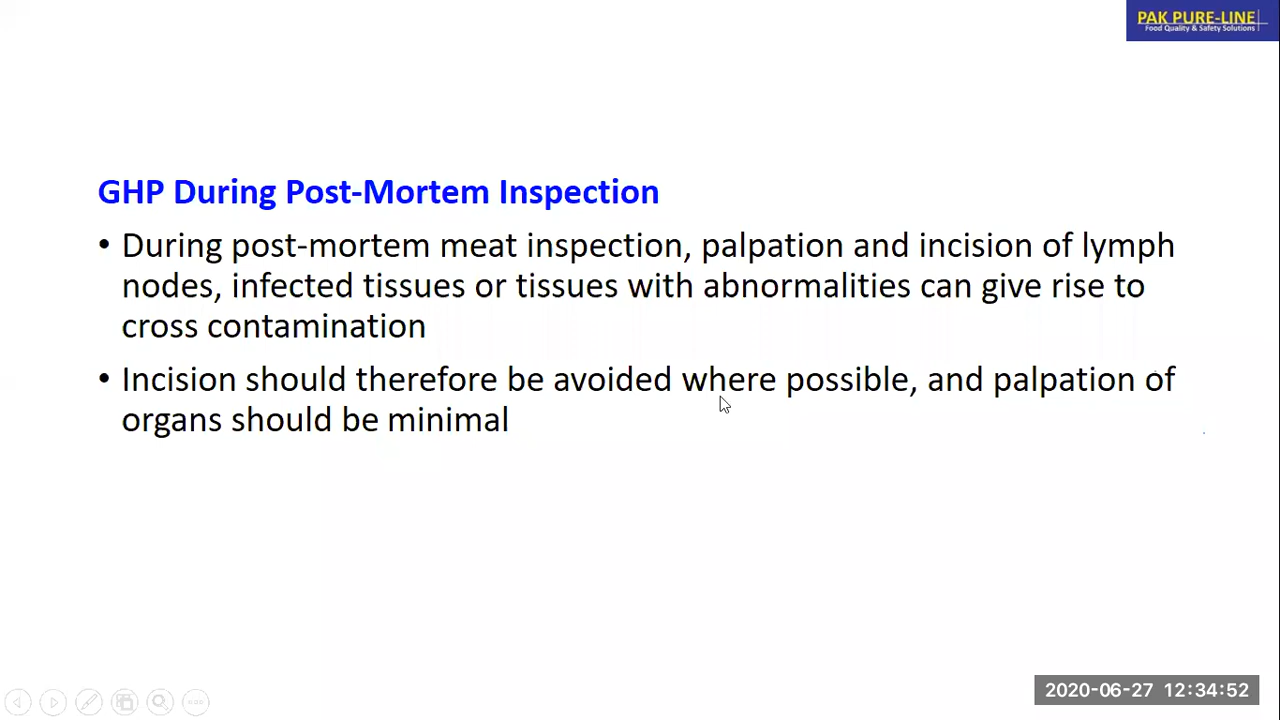 PAK PURE-LINE
Food Quality & Safety Solutions
GHP During Post-Mortem Inspection
• During post-mortem meat inspection, palpation and incision of lymph
nodes, infected tissues or tissues with abnormalities can give rise to
cross contamination
• Incision should therefore be avoided where possible, and palpation of
organs should be minimal
2020-06-27 12:34:52